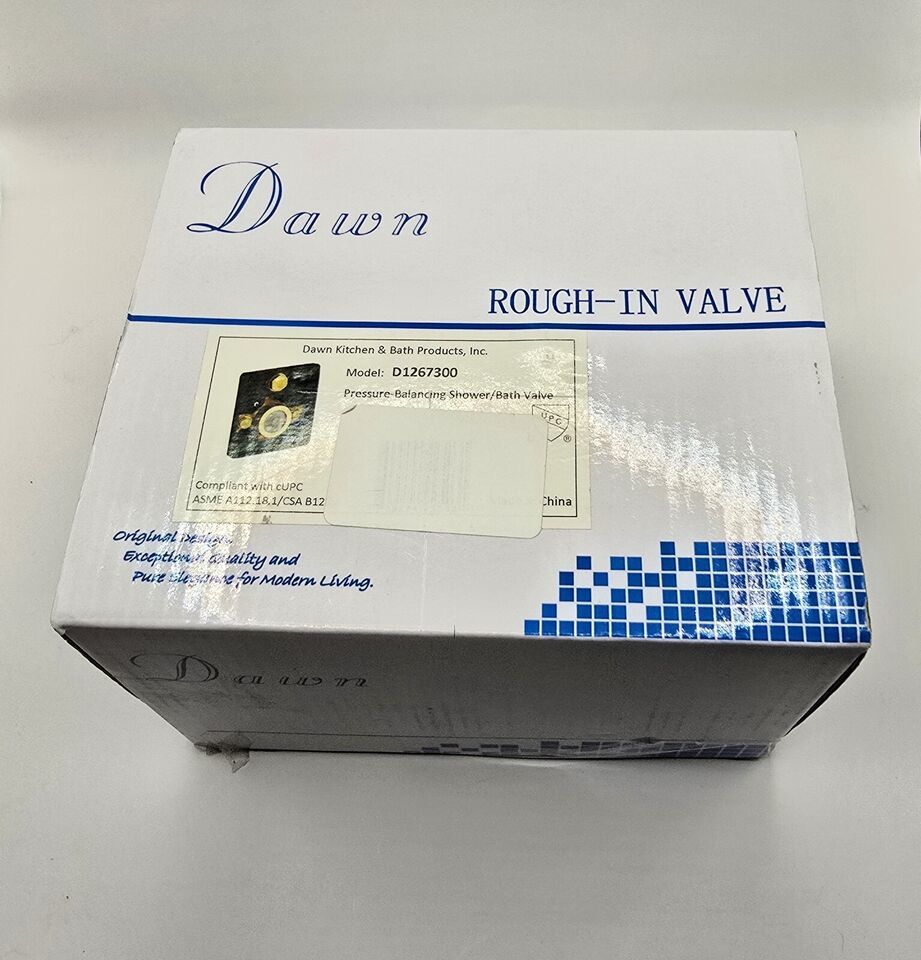 Dawn
ROUGH-IN VALVE
Dawn Kitchen & Bath Products, Inc.
Model: D1267300
Pressure-Balancing Shower/Bath Valve
UPC
®
Compliant with cUPC
ASME A112.18.1/CSA B12
China
Original Design,
Exceptional Quality and
Pure Elegance for Modern Living.
Dawn